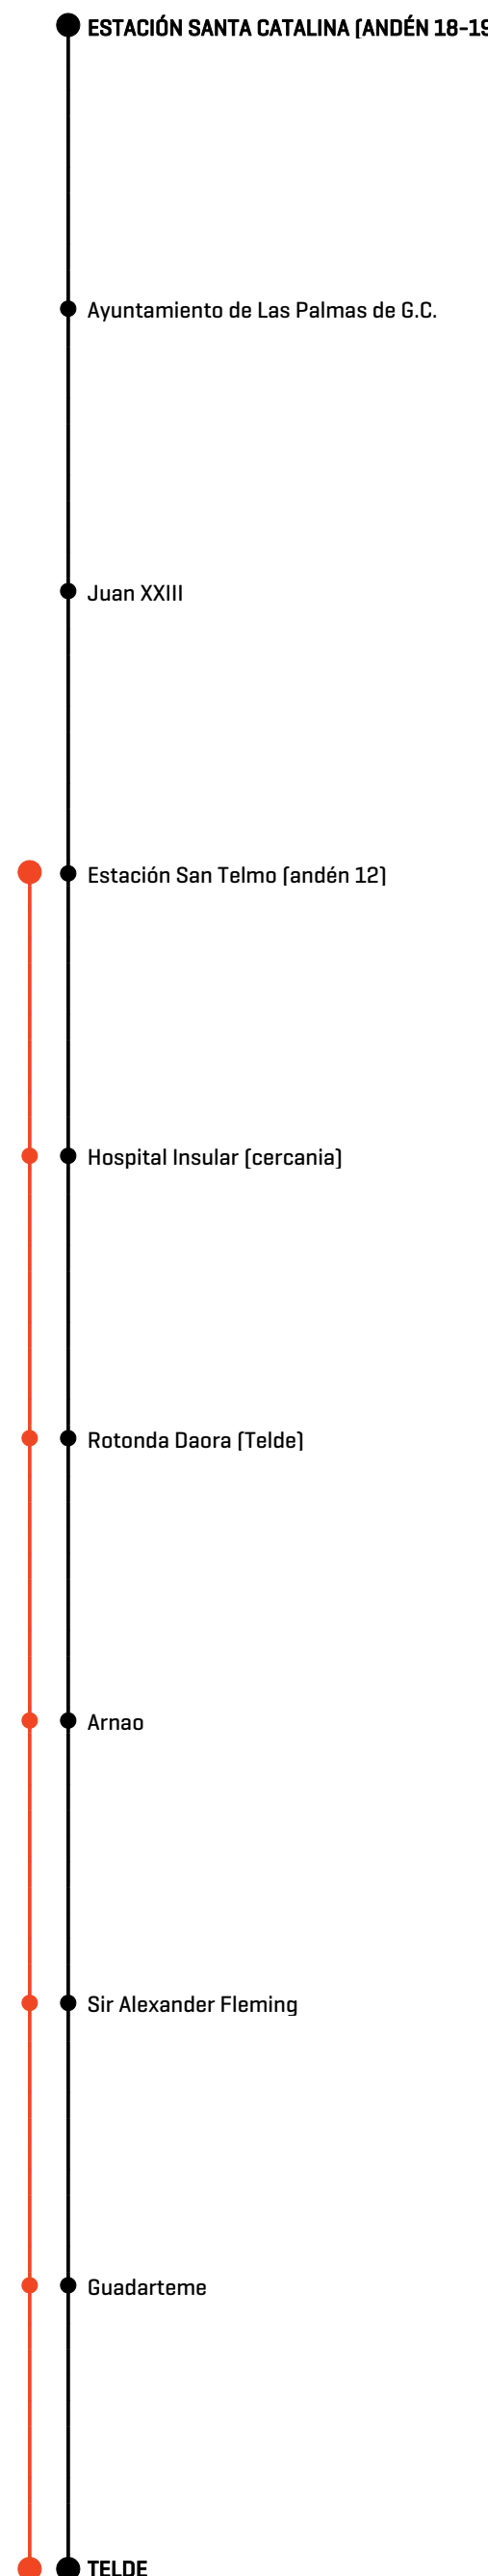 ESTACIÓN SANTA CATALINA (ANDÉN 18-19
Ayuntamiento de Las Palmas de G.C.
Juan XXIII
Estación San Telmo (andén 12)
Hospital Insular (cercania)
Rotonda Daora (Telde)
Arnao
Sir Alexander Fleming
Guadarteme
TELDE